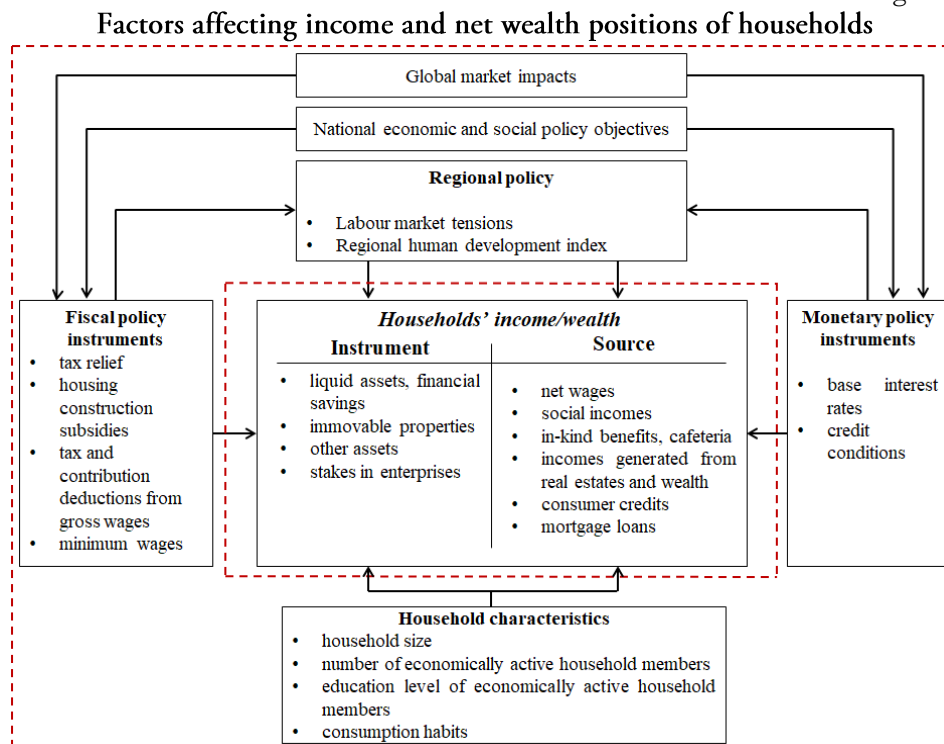 Factors affecting income and net wealth positions of households
Global market impacts
National economic and social policy objectives
Regional policy
• Labour market tensions
• Regional human development index
Fiscal policy
instruments
• tax relief
• housing
construction
subsidies
• tax and
contribution
deductions from
gross wages
• minimum wages
Households' income/wealth
Instrument
• liquid assets, financial
savings
• immovable properties
• other assets
• stakes in enterprises
Source
• net wages
• social incomes
• in-kind benefits, cafeteria
• incomes generated from
real estates and wealth
• consumer credits
• mortgage loans
Monetary policy
instruments
• base interest
rates
• credit
conditions
Household characteristics
• household size
• number of economically active household members
• education level of economically active household
members
• consumption habits